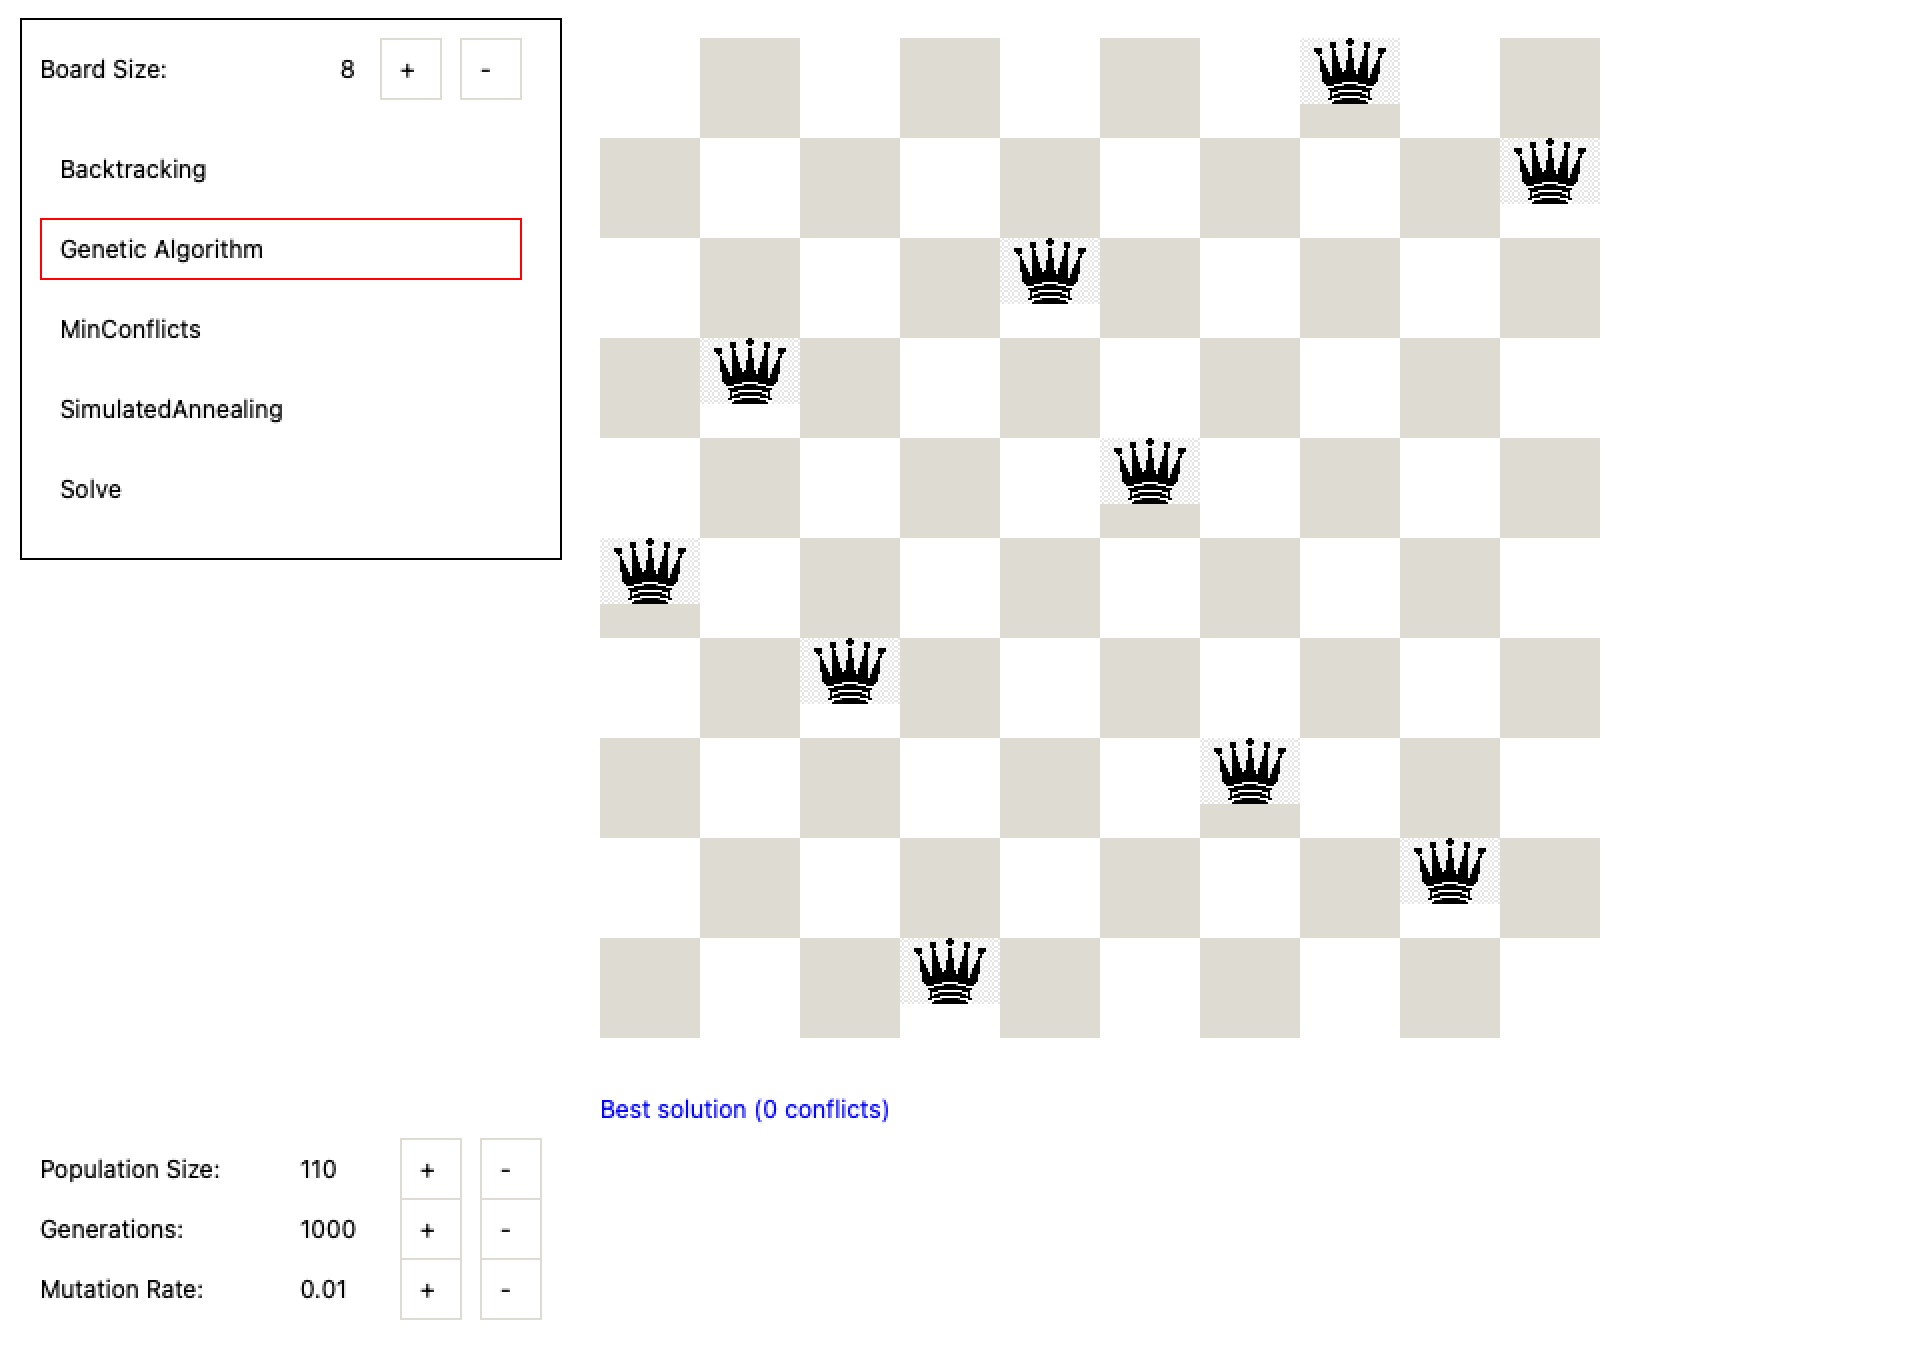 Board Size: 8 + -
Backtracking
Genetic Algorithm
MinConflicts
SimulatedAnnealing
Solve
Best solution (0 conflicts)
Population Size: 110 + -
Generations: 1000 + -
Mutation Rate: 0.01 + -